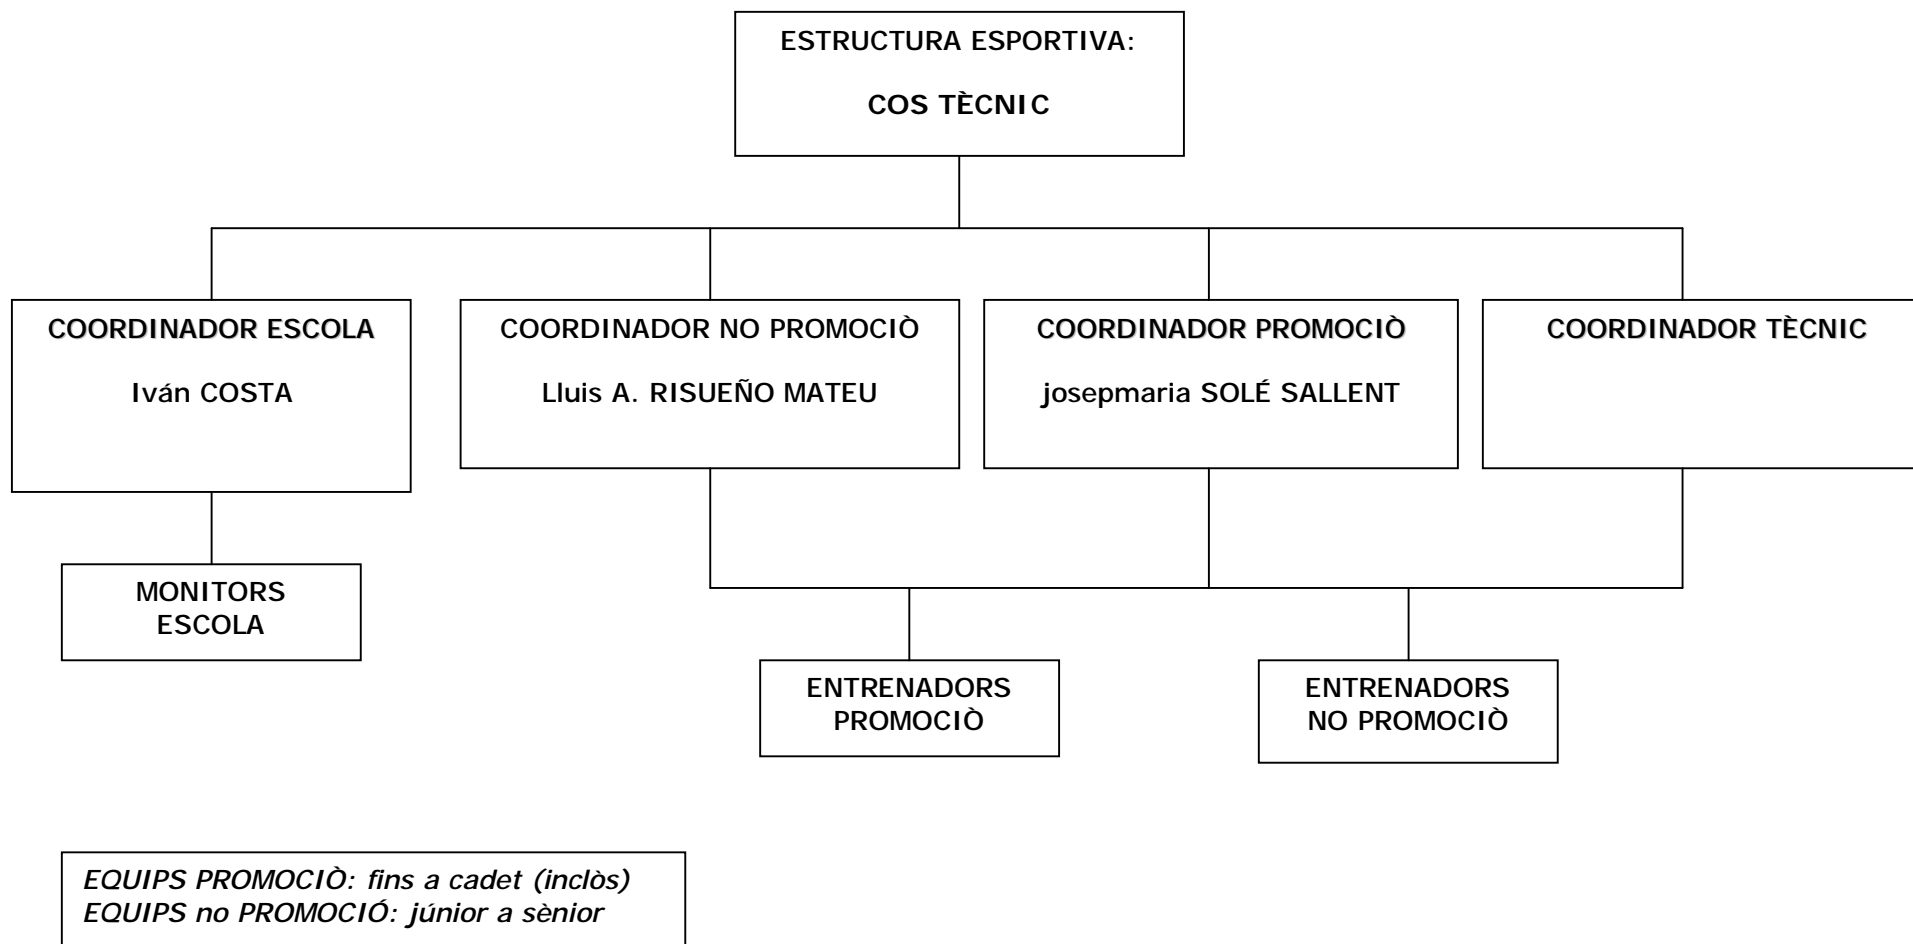 ESTRUCTURA ESPORTIVA:
COS TÈCNIC
COORDINADOR ESCOLA
Iván COSTA
COORDINADOR NO PROMOCIÒ
Lluis A. RISUEÑO MATEU
COORDINADOR PROMOCIÒ
josepmaria SOLÉ SALLENT
COORDINADOR TÈCNIC
MONITORS
ESCOLA
ENTRENADORS
PROMOCIÒ
ENTRENADORS
NO PROMOCIÒ
EQUIPS PROMOCIÒ: fins a cadet (inclòs)
EQUIPS no PROMOCIÓ: júnior a sènior